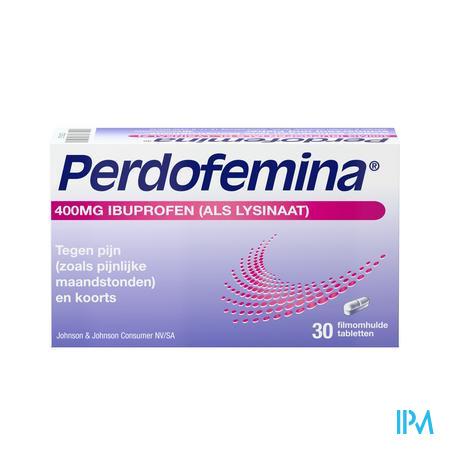 Perdofemina®
400MG IBUPROFEN (ALS LYSINAAT)
Tegen pijn
(zoals pijnlijke
maandstonden)
en koorts
Johnson & Johnson Consumer NV/SA
30 filmomhulde
tabletten
IPM